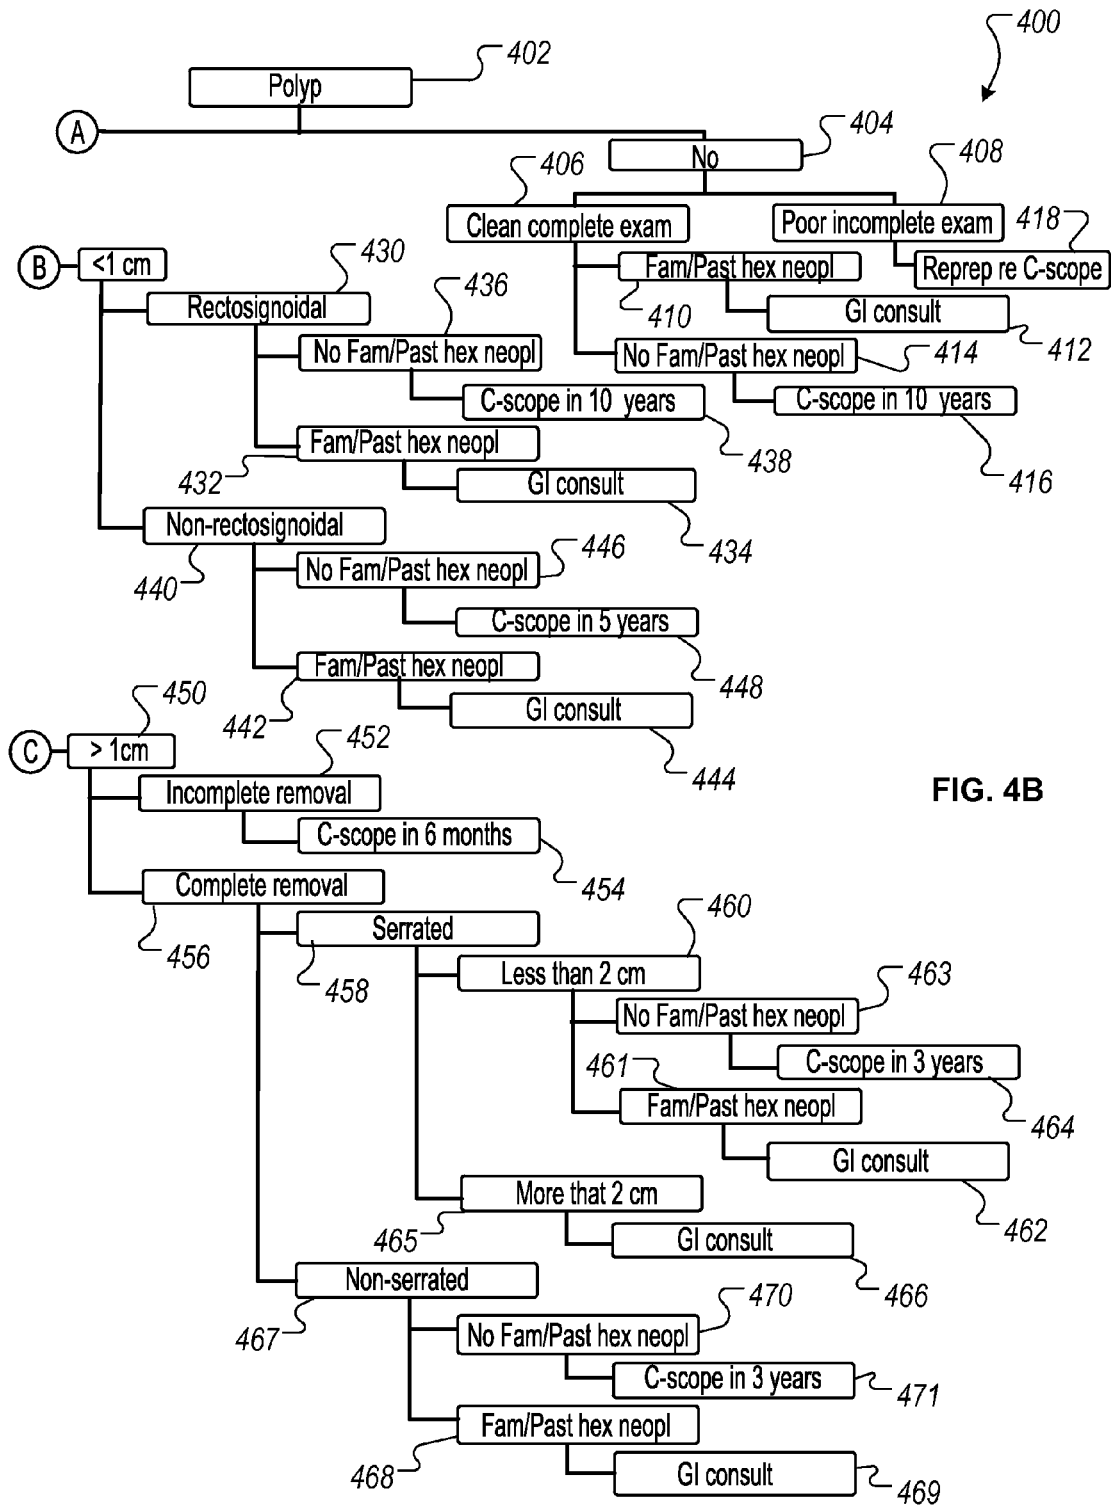 400
402
Polyp
A
404
No
406
408
Clean complete exam
Poor incomplete exam
418
B
<1 cm
430
Fam/Past hex neopl
Reprep re C-scope
Rectosignoidal
436
410
GI consult
412
No Fam/Past hex neopl
No Fam/Past hex neopl
414
C-scope in 10 years
C-scope in 10 years
438
416
Fam/Past hex neopl
432
GI consult
434
Non-rectosignoidal
440
446
No Fam/Past hex neopl
C-scope in 5 years
448
Fam/Past hex neopl
442
GI consult
444
C
450
> 1cm
452
Incomplete removal
FIG. 4B
C-scope in 6 months
454
Complete removal
456
460
Serrated
458
Less than 2 cm
463
No Fam/Past hex neopl
C-scope in 3 years
464
461
Fam/Past hex neopl
GI consult
462
More that 2 cm
465
GI consult
466
Non-serrated
467
470
No Fam/Past hex neopl
C-scope in 3 years
471
Fam/Past hex neopl
468
GI consult
469